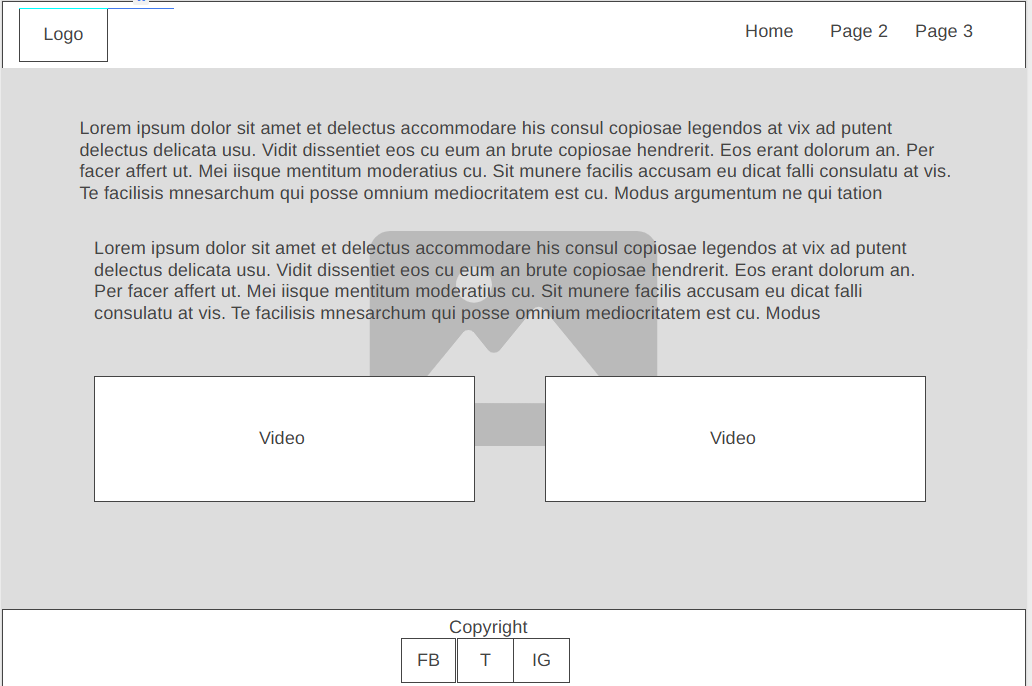 Logo
Home Page 2 Page 3
Lorem ipsum dolor sit amet et delectus accommodare his consul copiosae legendos at vix ad putent
delectus delicata usu. Vidit dissentiet eos cu eum an brute copiosae hendrerit. Eos erant dolorum an. Per
facer affert ut. Mei iisque mentitum moderatius cu. Sit munere facilis accusam eu dicat falli consulatu at vis.
Te facilisis mnesarchum qui posse omnium mediocritatem est cu. Modus argumentum ne qui tation
Lorem ipsum dolor sit amet et delectus accommodare his consul copiosae legendos at vix ad putent
delectus delicata usu. Vidit dissentiet eos cu eum an brute copiosae hendrerit. Eos erant dolorum an.
Per facer affert ut. Mei iisque mentitum moderatius cu. Sit munere facilis accusam eu dicat falli
consulatu at vis. Te facilisis mnesarchum qui posse omnium mediocritatem est cu. Modus
Video
Video
Copyright
FB T IG